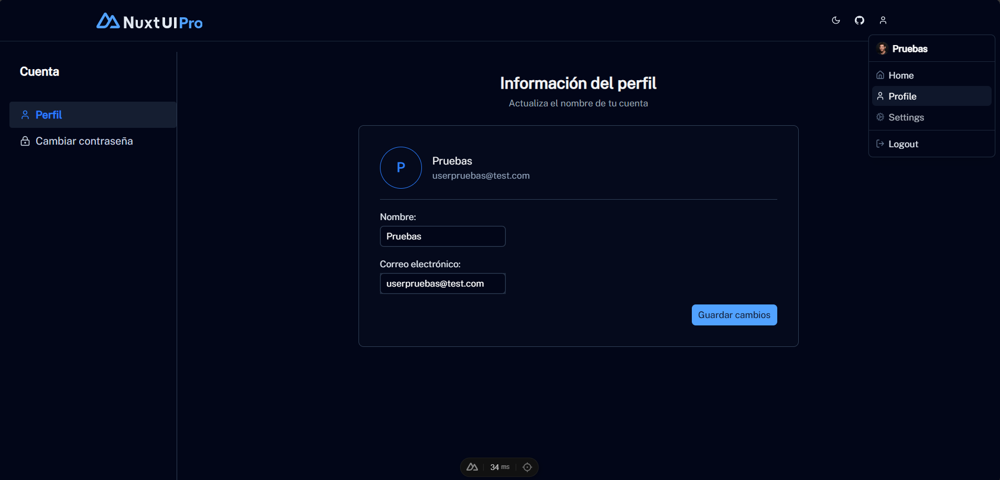 NuxtUIPro
Pruebas
Home
Profile
Settings
Logout
Cuenta
Perfil
Cambiar contraseña
Información del perfil
Actualiza el nombre de tu cuenta
P
Pruebas
userpruebas@test.com
Nombre:
Pruebas
Correo electrónico:
userpruebas@test.com
Guardar cambios
34 ms